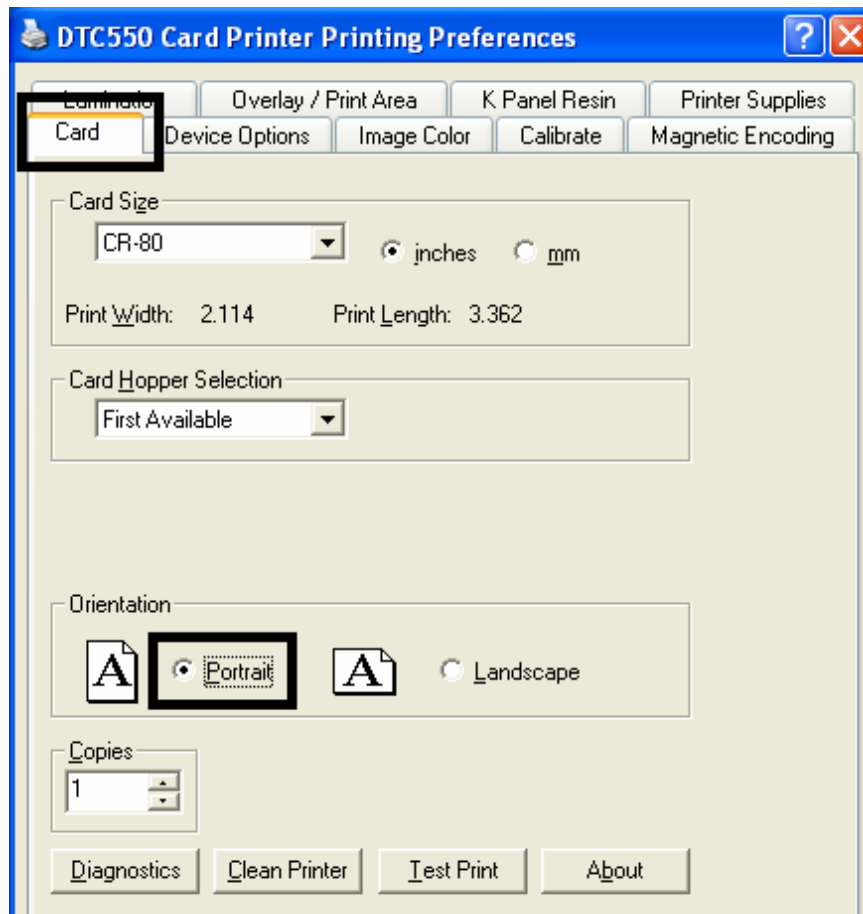 DTC550 Card Printer Printing Preferences
Lamination Overlay / Print Area K Panel Resin Printer Supplies
Card Device Options Image Color Calibrate Magnetic Encoding
Card Size
CR-80 inches mm
Print Width: 2.114 Print Length: 3.362
Card Hopper Selection
First Available
Orientation
A Portrait A Landscape
Copies
1
Diagnostics Clean Printer Test Print About